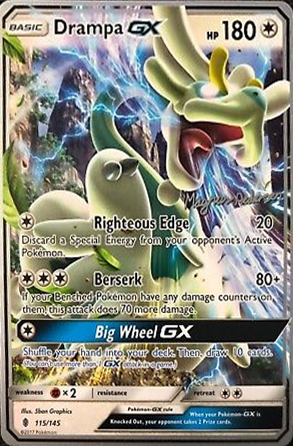 BASIC Drampa GX HP 180
Righteous Edge 20
Discard a Special Energy from your opponent's Active
Pokémon.
Berserk 80+
If your Benched Pokémon have any damage counters on
them, this attack does 70 more damage.
Big Wheel GX
Shuffle your hand into your deck. Then, draw 10 cards.
(You can't use more than 1 GX attack in a game.)
weakness ×2 resistance retreat
Illus. 5ban Graphics
115/145
©2017 Pokémon
Pokémon-GX rule
When your Pokémon-GX is
Knocked Out, your opponent takes 2 Prize cards.